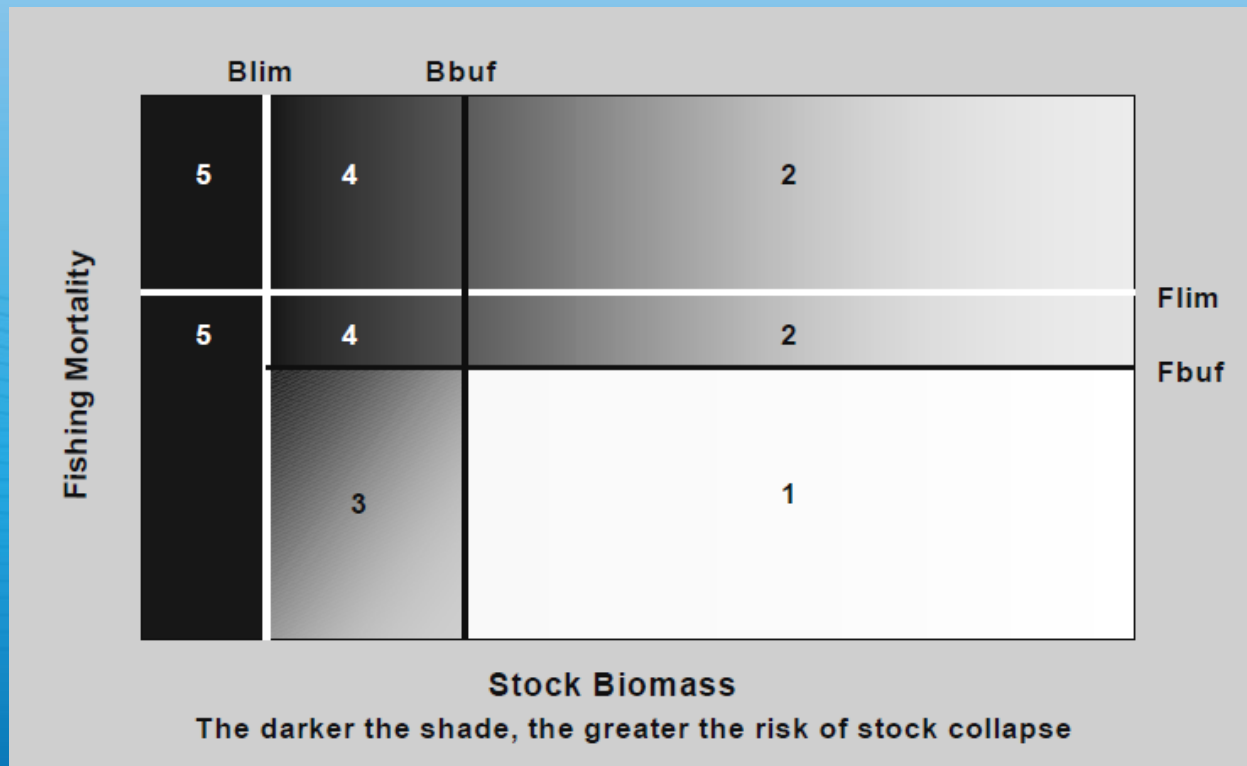 Blim Bbuf
5 4 2
Flim
5 4 2
Fbuf
Fishing Mortality
3 1
Stock Biomass
The darker the shade, the greater the risk of stock collapse